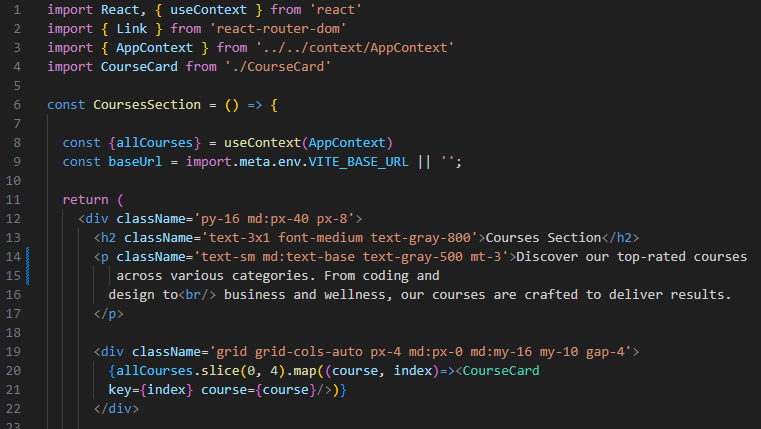 1 import React, { useContext } from 'react'
2 import { Link } from 'react-router-dom'
3 import { AppContext } from '../../context/AppContext'
4 import CourseCard from './CourseCard'
5
6 const CoursesSection = () => {
7
8 const {allCourses} = useContext(AppContext)
9 const baseUrl = import.meta.env.VITE_BASE_URL || '';
10
11 return (
12 <div className='py-16 md:px-40 px-8'>
13 <h2 className='text-3x1 font-medium text-gray-800'>Courses Section</h2>
14 <p className='text-sm md:text-base text-gray-500 mt-3'>Discover our top-rated courses
15 across various categories. From coding and
16 design to<br/> business and wellness, our courses are crafted to deliver results.
17 </p>
18
19 <div className='grid grid-cols-auto px-4 md:px-0 md:my-16 my-10 gap-4'>
20 {allCourses.slice(0, 4).map((course, index)=><CourseCard
21 key={index} course={course}/>)}
22 </div>
23